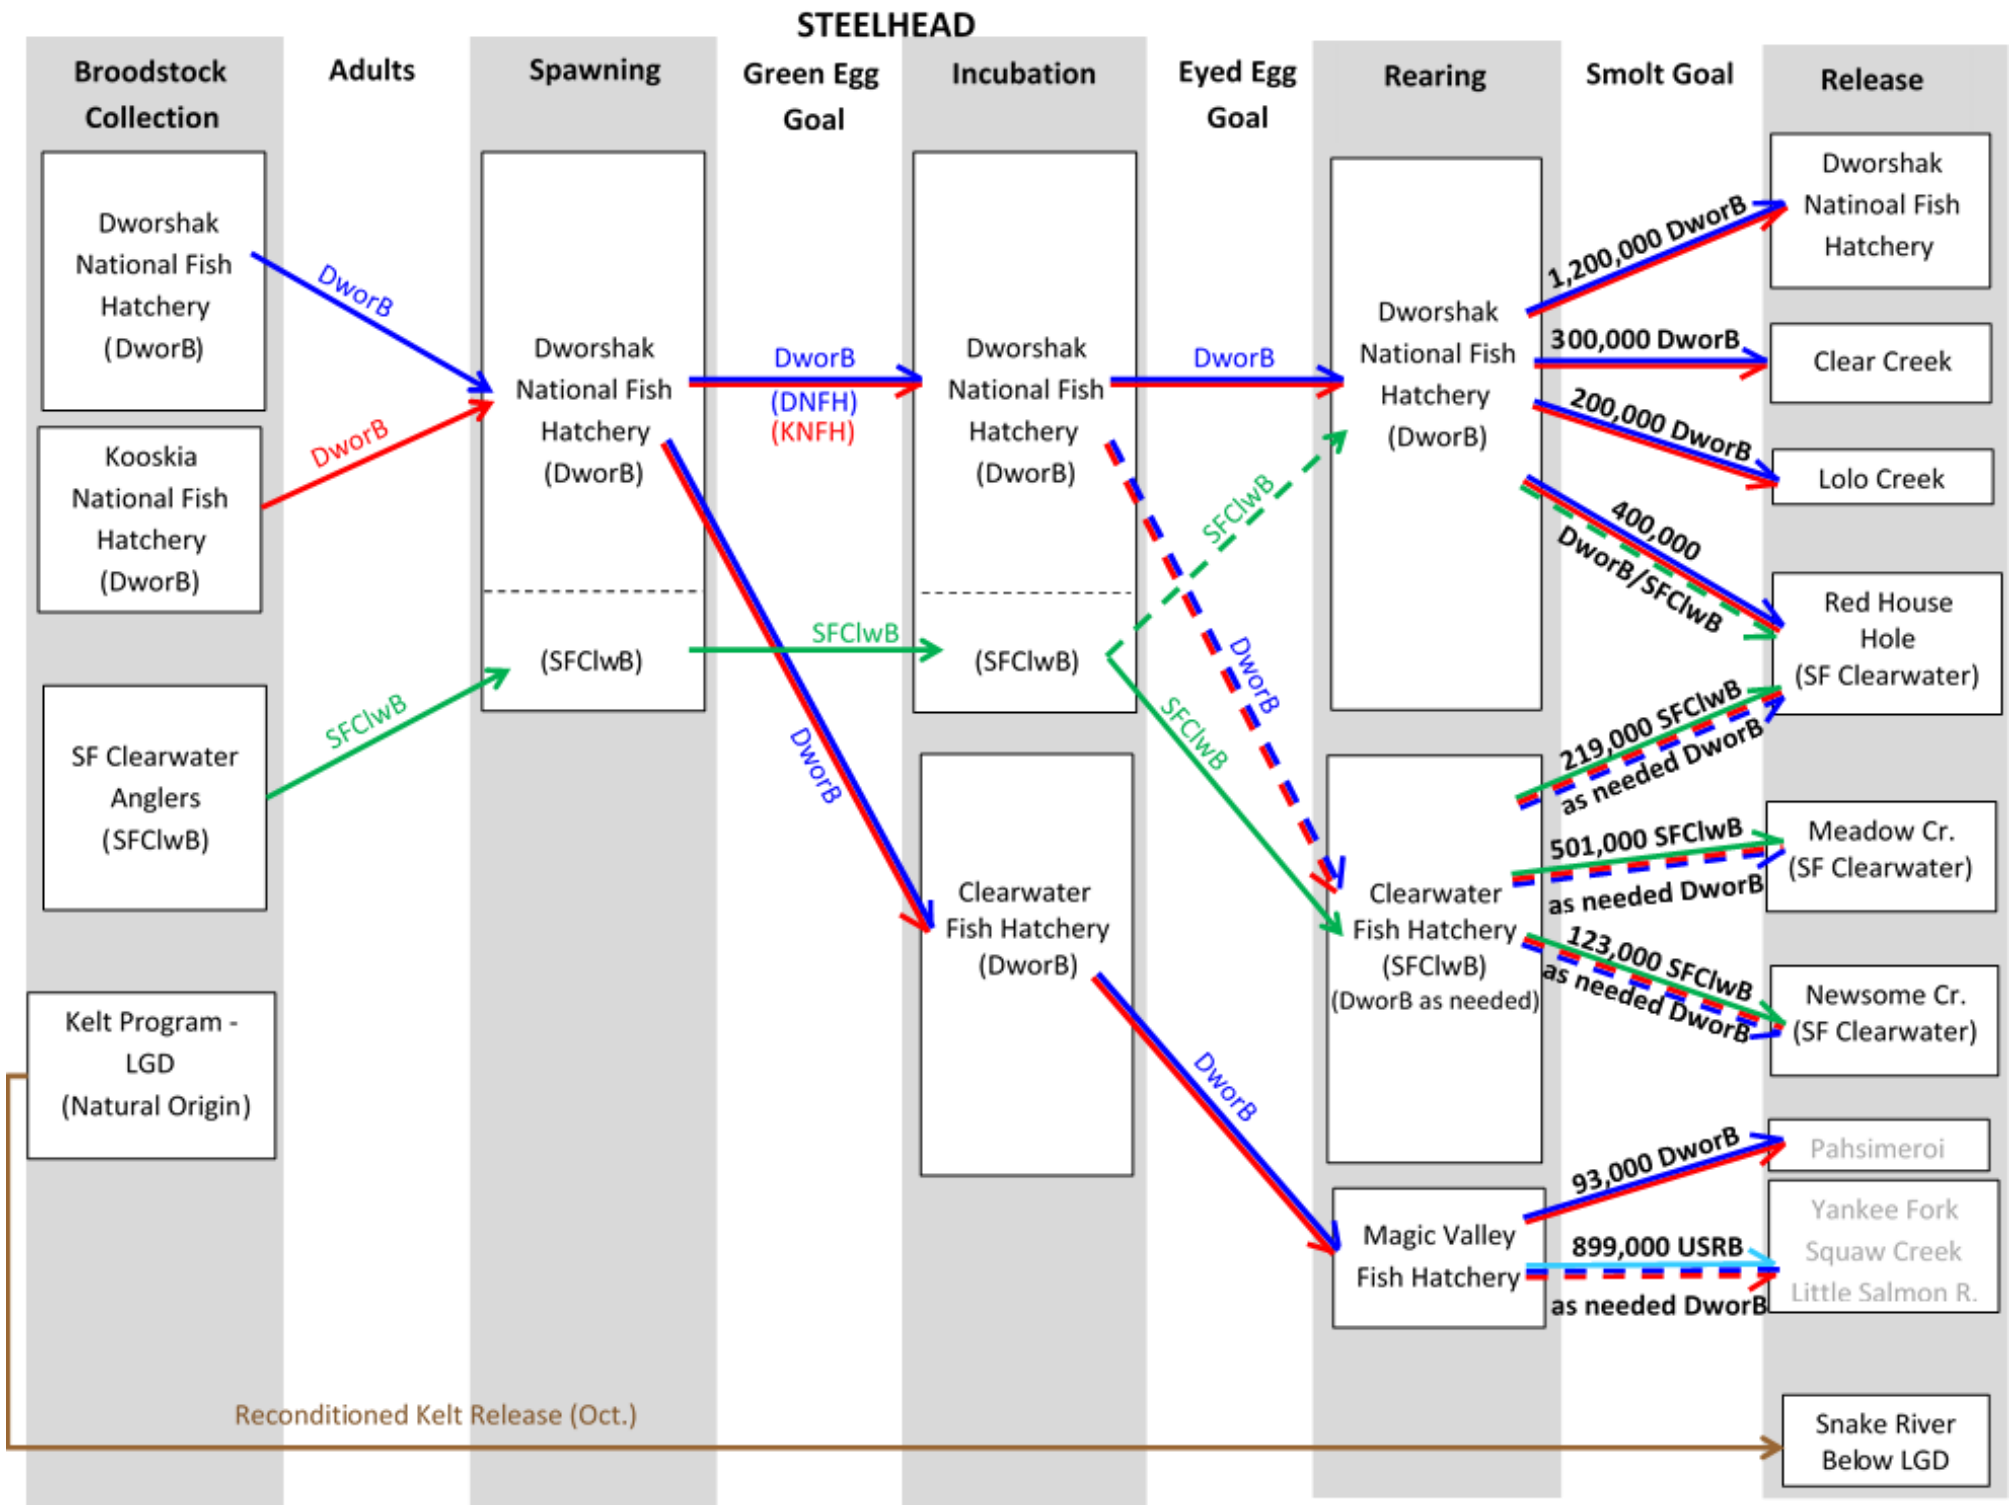 STEELHEAD
Broodstock
Collection
Adults
Spawning
Green Egg
Goal
Incubation
Eyed Egg
Goal
Rearing
Smolt Goal
Release
Dworshak
National Fish
Hatchery
(DworB)
Kooskia
National Fish
Hatchery
(DworB)
SF Clearwater
Anglers
(SFClwB)
Kelt Program -
LGD
(Natural Origin)
DworB
DworB
SFClwB
Dworshak
National Fish
Hatchery
(DworB)
(SFClwB)
DworB
(DNFH)
(KNFH)
SFClwB
DworB
Dworshak
National Fish
Hatchery
(DworB)
(SFClwB)
Clearwater
Fish Hatchery
(DworB)
DworB
SFClwB
DworB
SFClwB
DworB
Dworshak
National Fish
Hatchery
(DworB)
Clearwater
Fish Hatchery
(SFClwB)
(DworB as needed)
Magic Valley
Fish Hatchery
1,200,000 DworB
300,000 DworB
200,000 DworB
400,000
DworB/SFClwB
219,000 SFClwB
as needed DworB
501,000 SFClwB
as needed DworB
123,000 SFClwB
as needed DworB
93,000 DworB
899,000 USRB
as needed DworB
Dworshak
Natinoal Fish
Hatchery
Clear Creek
Lolo Creek
Red House
Hole
(SF Clearwater)
Meadow Cr.
(SF Clearwater)
Newsome Cr.
(SF Clearwater)
Pahsimeroi
Yankee Fork
Squaw Creek
Little Salmon R.
Snake River
Below LGD
Reconditioned Kelt Release (Oct.)